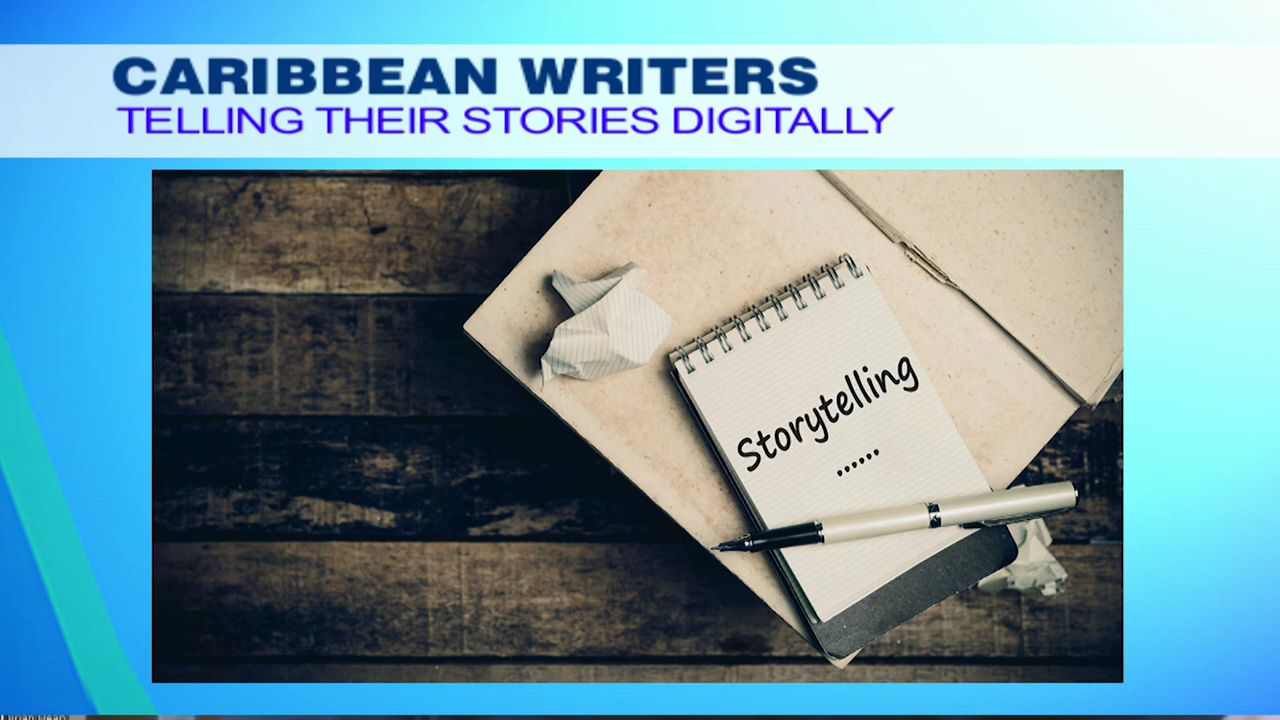 CARIBBEAN WRITERS
TELLING THEIR STORIES DIGITALLY
Storytelling
......